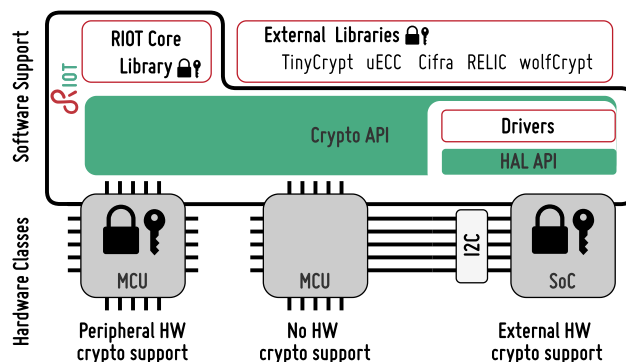 Software Support
RIOT
RIOT Core
Library
External Libraries
TinyCrypt uECC Cifra RELIC wolfCrypt
Crypto API
Drivers
HAL API
Hardware Classes
MCU
MCU
I2C
SoC
Peripheral HW
crypto support
No HW
crypto support
External HW
crypto support